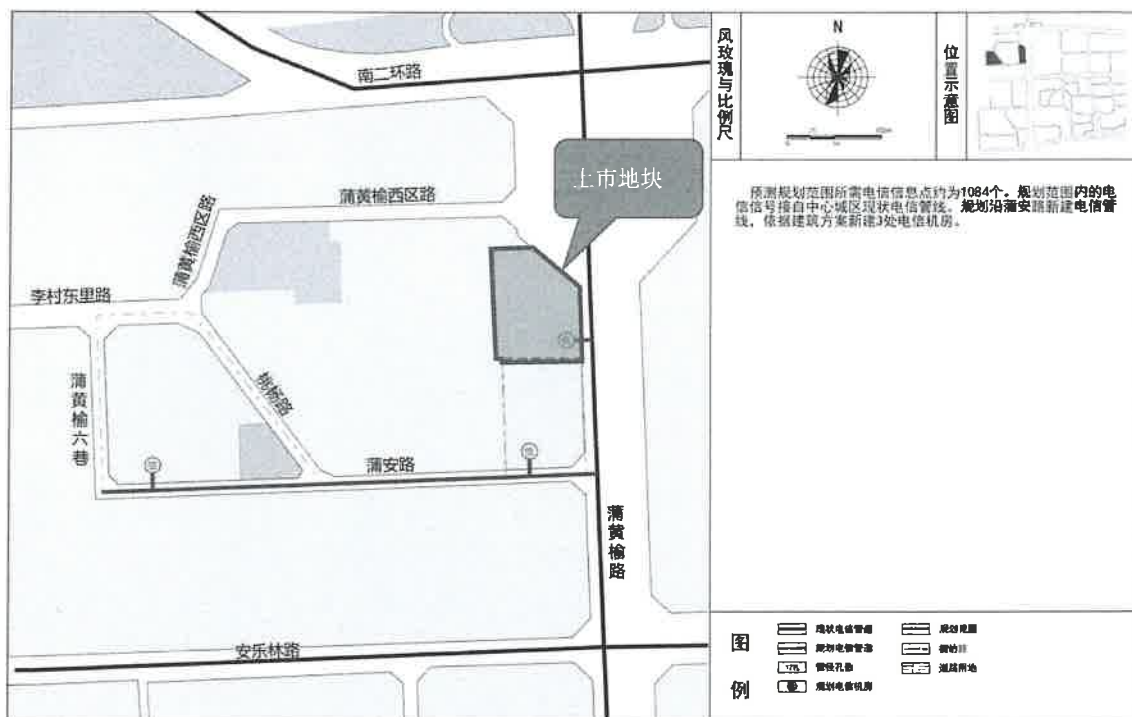 南二环路
上市地块
蒲黄榆西区路
蒲黄榆西区路
李村东里路
蒲黄榆六巷
桃杨路
蒲安路
蒲黄榆路
安乐林路
风玫瑰与比例尺
N
位置示意图
预测规划范围所需电信信息点约为1084个。规划范围内的电
信信号接自中心城区现状电信管线。规划沿蒲安路新建电信管
线，依据建筑方案新建3处电信机房。
图例
现状电信管道
规划电信管道
管径孔数
规划电信机房
规划范围
道路用地